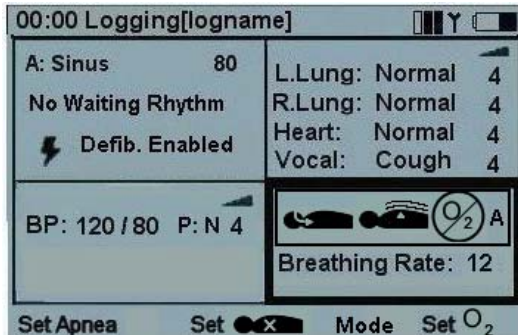 00:00 Logging[logname]
A: Sinus 80
No Waiting Rhythm
Defib. Enabled
L.Lung: Normal 4
R.Lung: Normal 4
Heart: Normal 4
Vocal: Cough 4
BP: 120 / 80 P: N 4
O2 A
Breathing Rate: 12
Set Apnea Set Mode Set O2